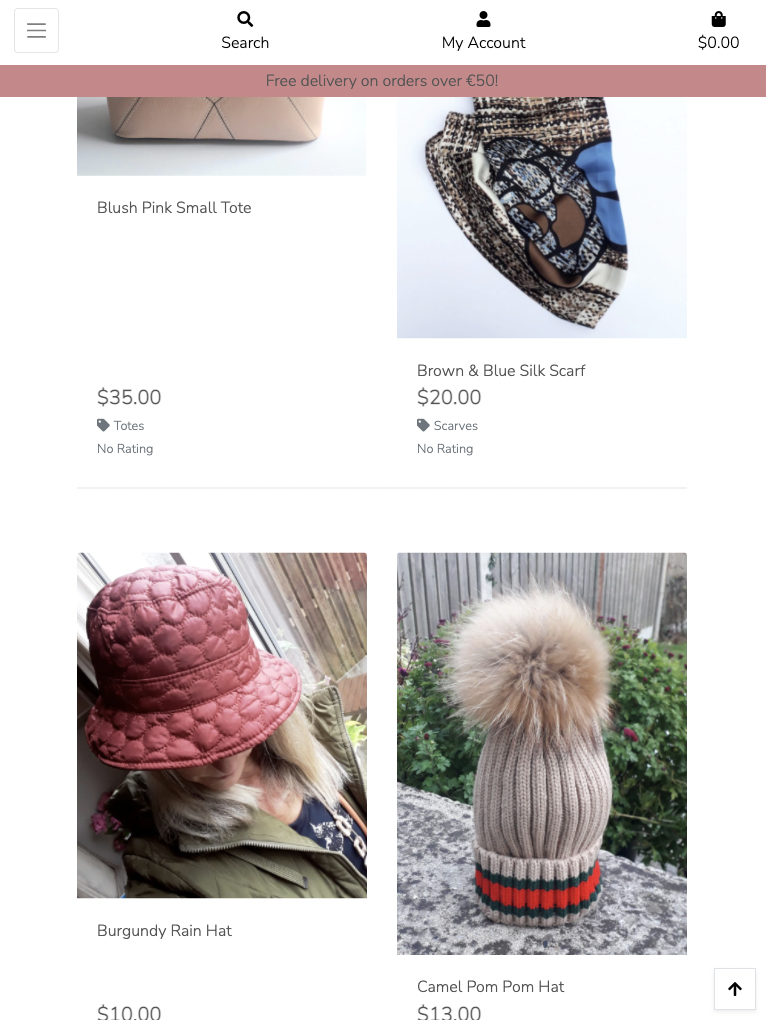 Search
My Account
$0.00
Free delivery on orders over €50!
Blush Pink Small Tote
$35.00
Totes
No Rating
Brown & Blue Silk Scarf
$20.00
Scarves
No Rating
Burgundy Rain Hat
$10.00
Camel Pom Pom Hat
$13.00